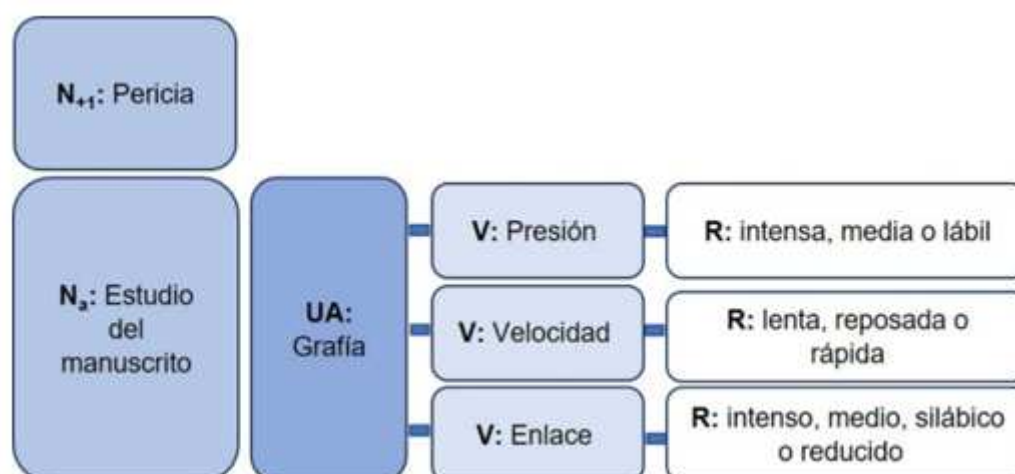 N+1: Pericia
Na: Estudio
del
manuscrito
UA:
Grafía
V: Presión
R: intensa, media o lábil
V: Velocidad
R: lenta, reposada o
rápida
V: Enlace
R: intenso, medio, silábico
o reducido